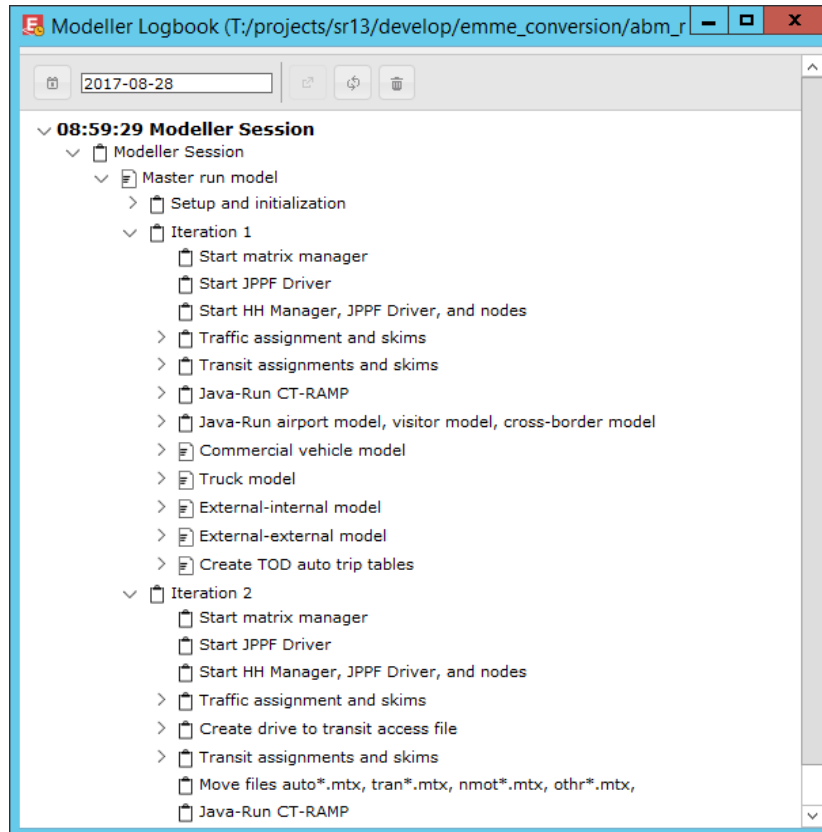 Modeller Logbook (T:/projects/sr13/develop/emme_conversion/abm_r
2017-08-28
08:59:29 Modeller Session
Modeller Session
Master run model
Setup and initialization
Iteration 1
Start matrix manager
Start JPPF Driver
Start HH Manager, JPPF Driver, and nodes
Traffic assignment and skims
Transit assignments and skims
Java-Run CT-RAMP
Java-Run airport model, visitor model, cross-border model
Commercial vehicle model
Truck model
External-internal model
External-external model
Create TOD auto trip tables
Iteration 2
Start matrix manager
Start JPPF Driver
Start HH Manager, JPPF Driver, and nodes
Traffic assignment and skims
Create drive to transit access file
Transit assignments and skims
Move files auto*.mtx, tran*.mtx, nmot*.mtx, othr*.mtx,
Java-Run CT-RAMP